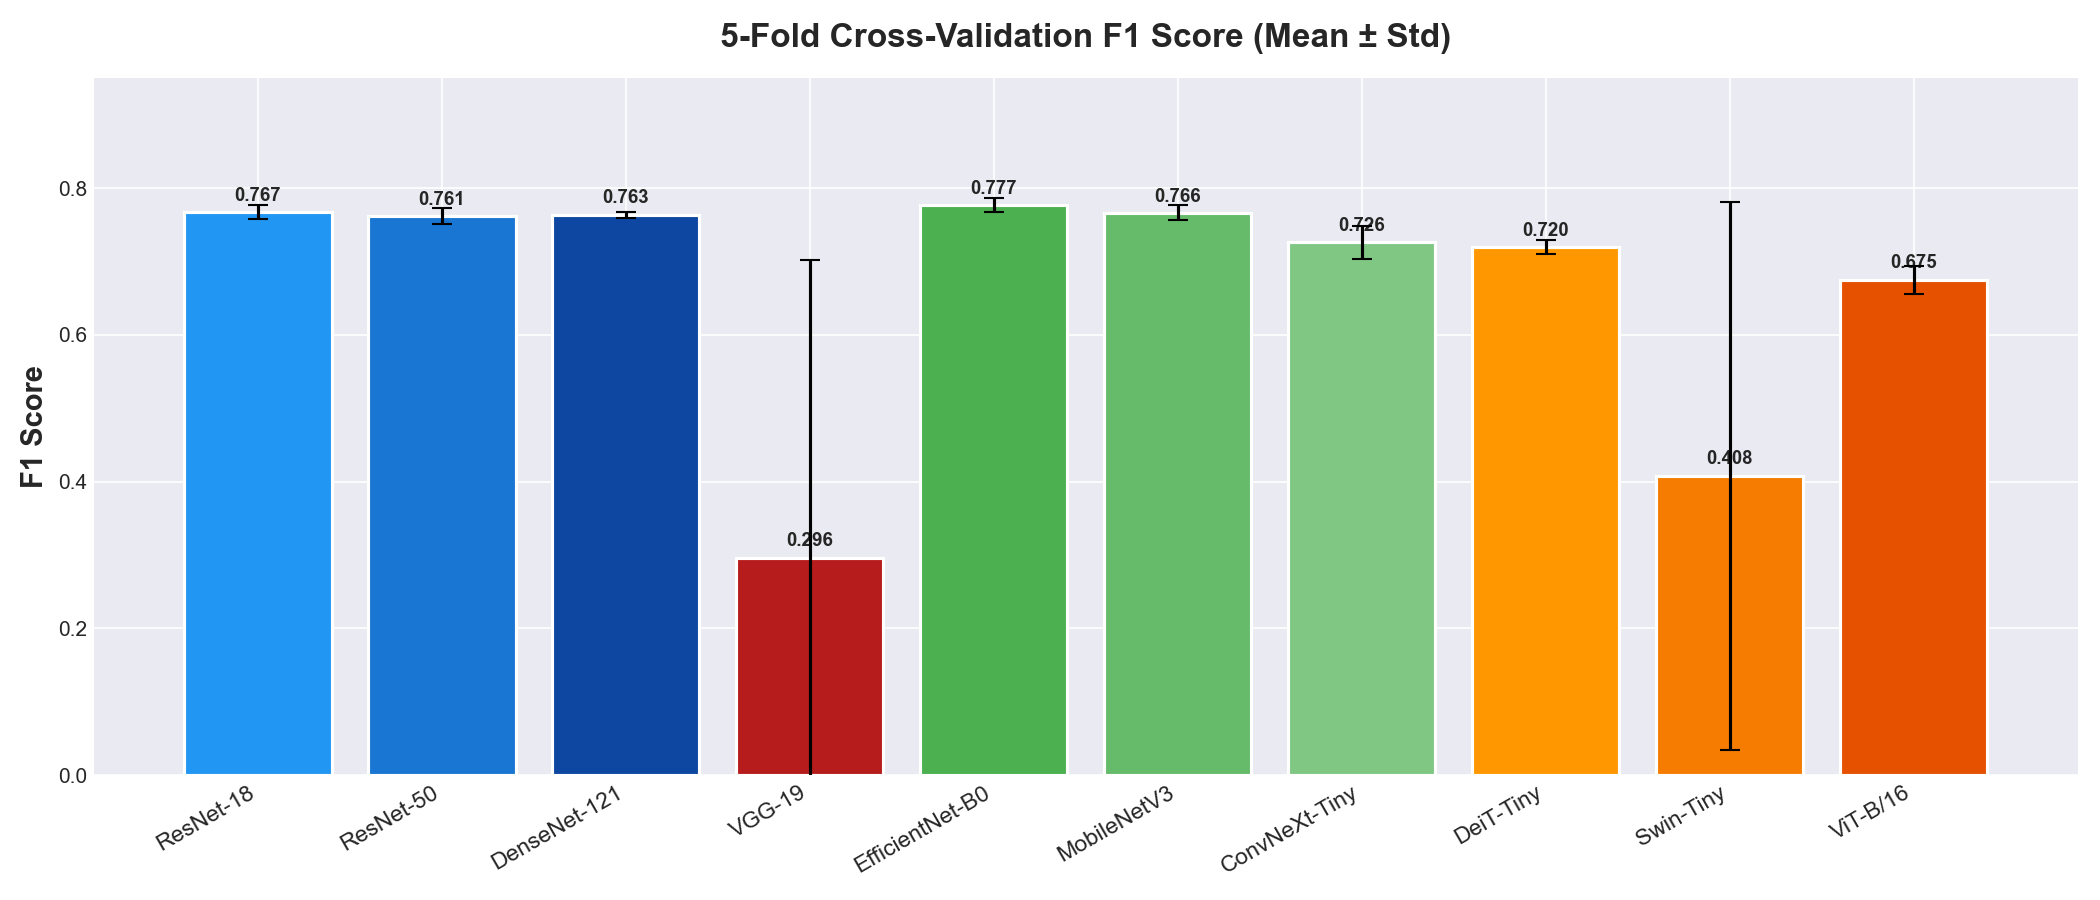 5-Fold Cross-Validation F1 Score (Mean ± Std)
F1 Score
0.8
0.6
0.4
0.2
0.0
0.767
0.761
0.763
0.296
0.777
0.766
0.726
0.720
0.408
0.675
ResNet-18
ResNet-50
DenseNet-121
VGG-19
EfficientNet-B0
MobileNetV3
ConvNeXt-Tiny
DeiT-Tiny
Swin-Tiny
ViT-B/16